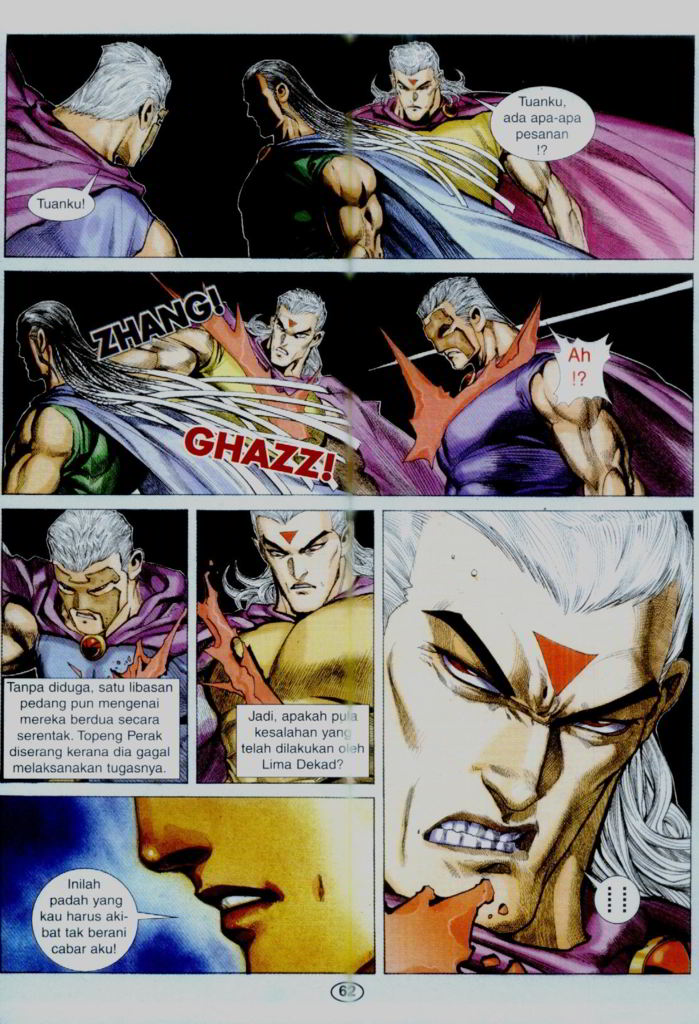 Tuanku!
Tuanku,
ada apa-apa
pesanan
!?
ZHANG!
GHAZZ!
Ah
!?
Tanpa diduga, satu libasan
pedang pun mengenai
mereka berdua secara
serentak. Topeng Perak
diserang kerana dia gagal
melaksanakan tugasnya.
Jadi, apakah pula
kesalahan yang
telah dilakukan oleh
Lima Dekad?
Inilah
padah yang
kau harus aki-
bat tak berani
cabar aku!
62